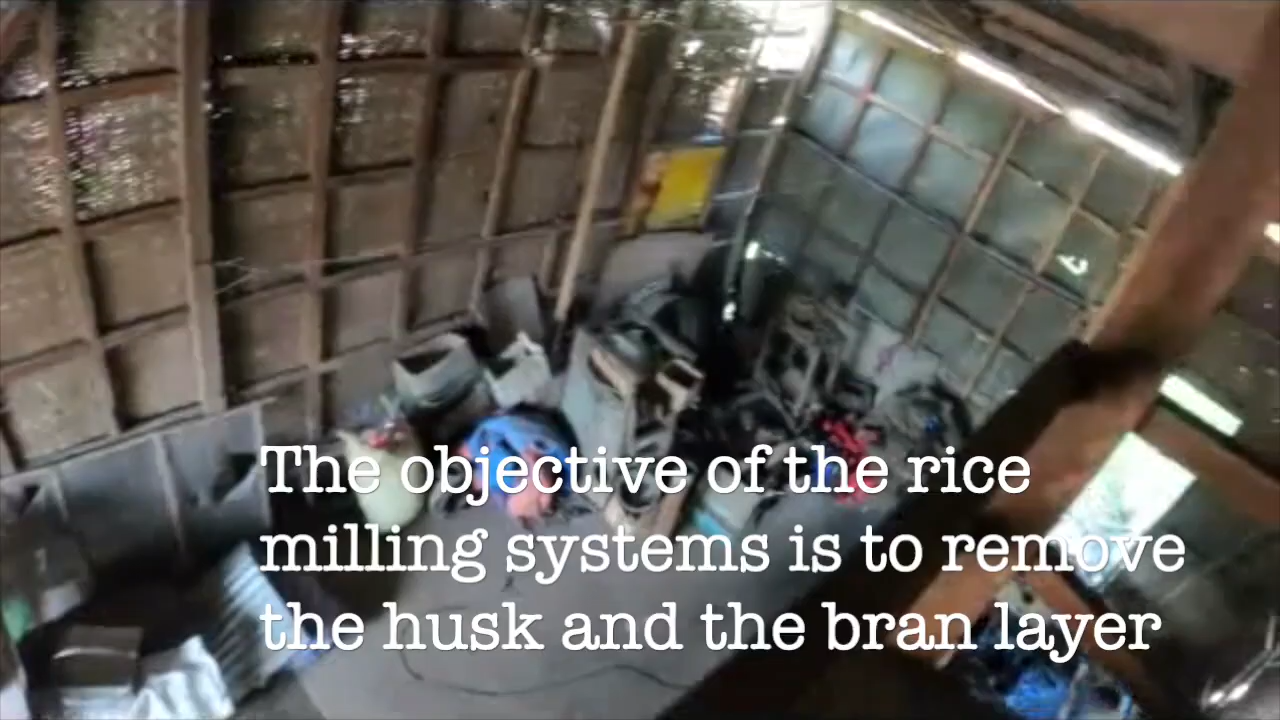 The objective of the rice
milling systems is to remove
the husk and the bran layer